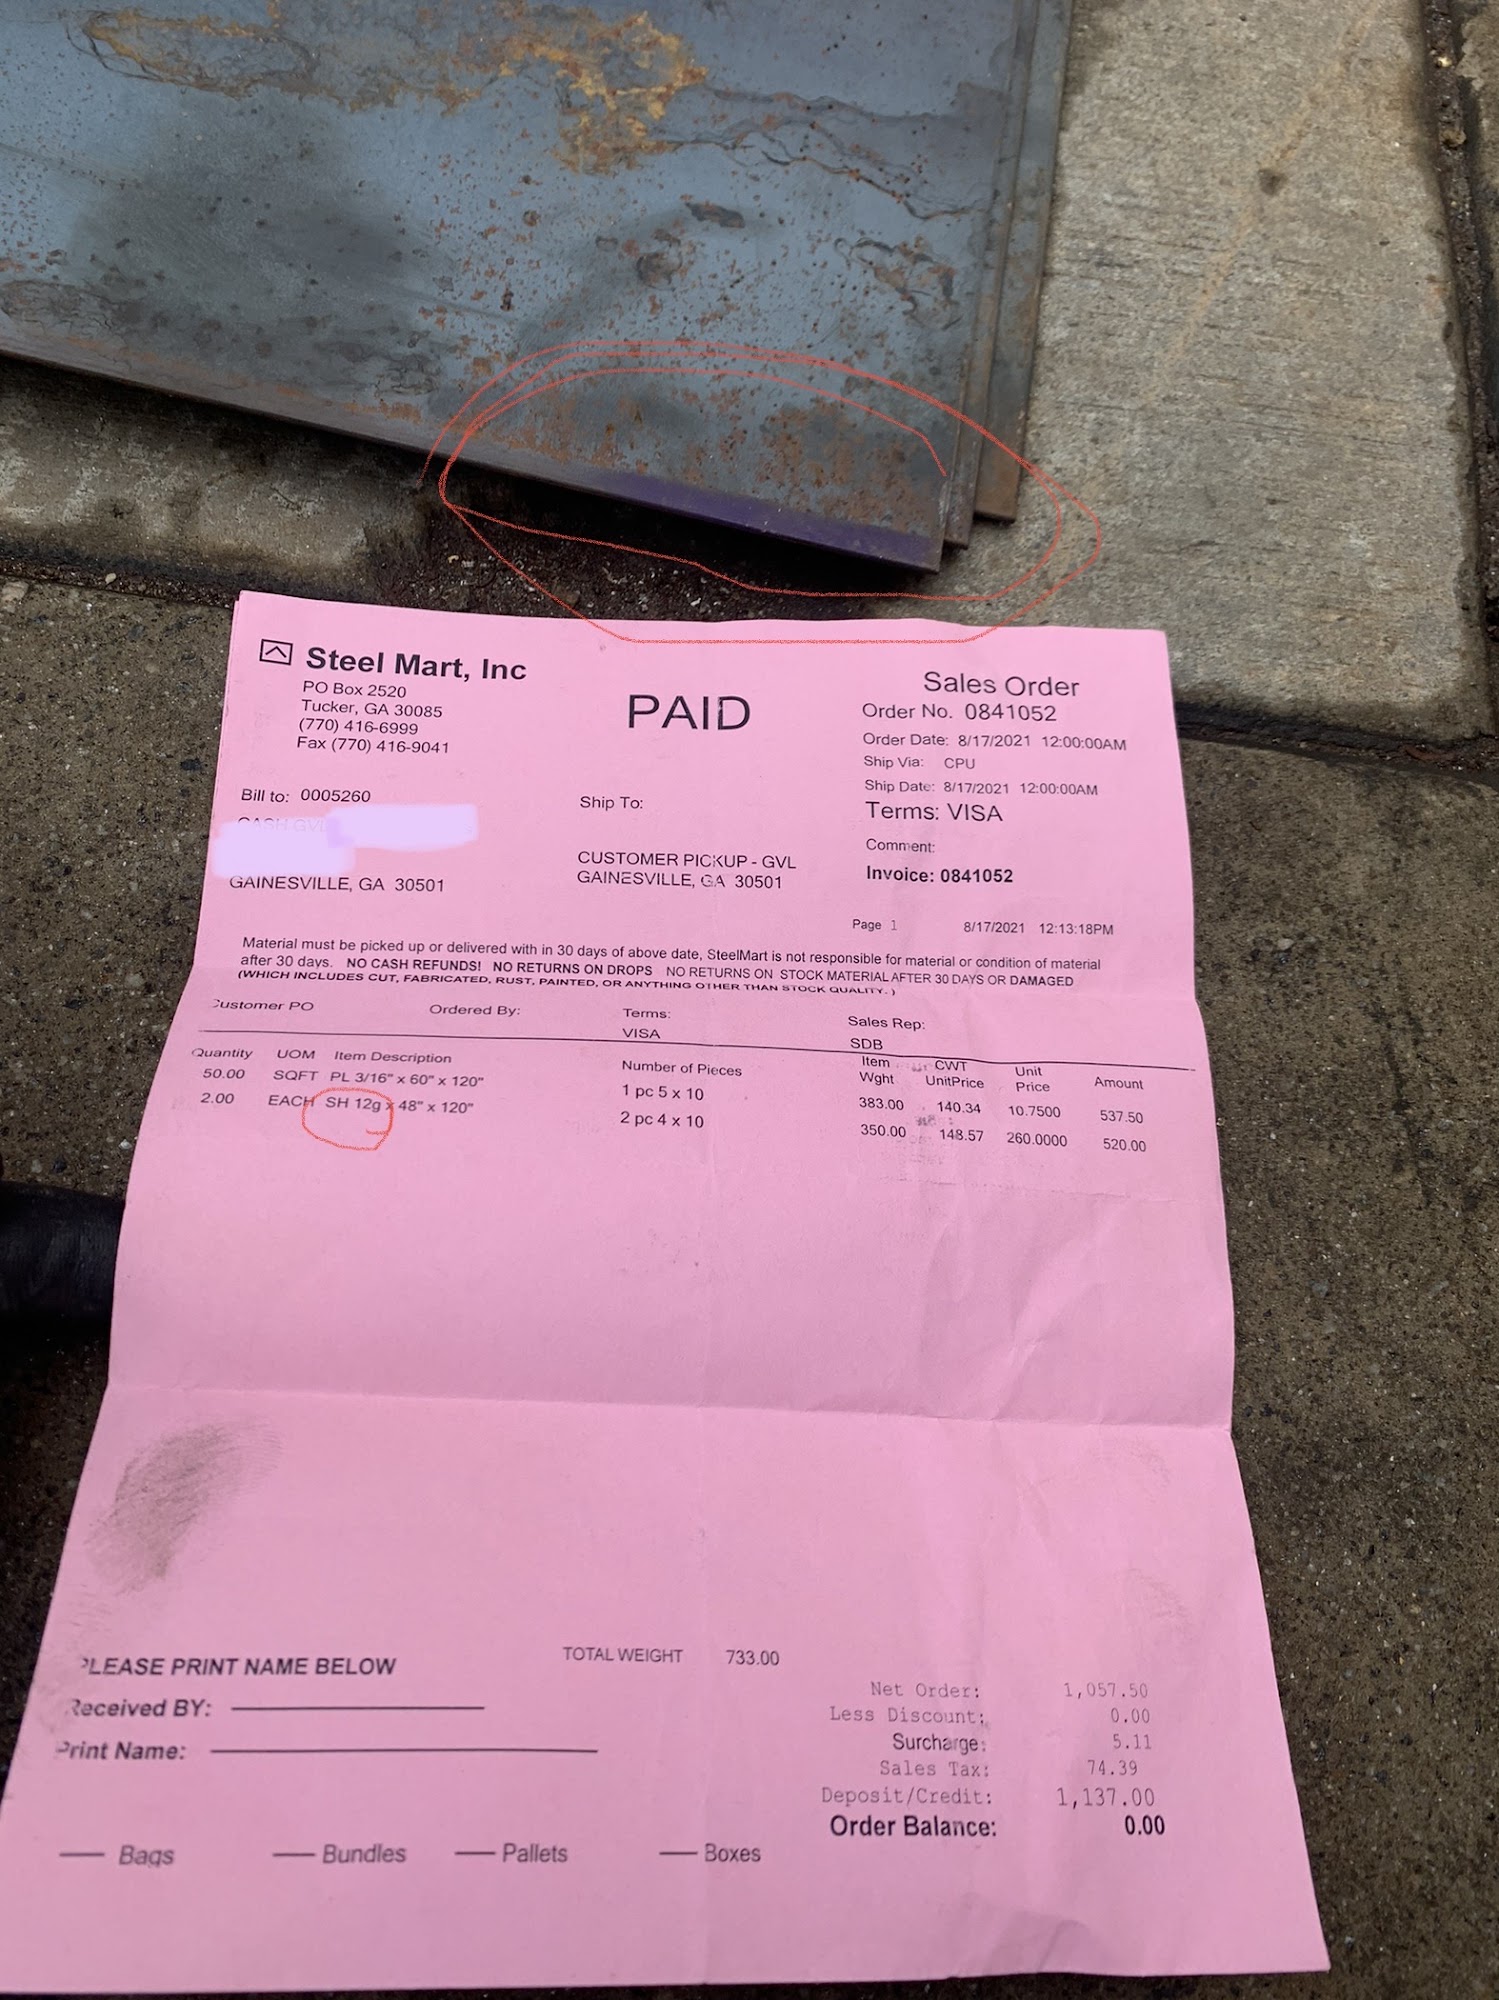 Steel Mart, Inc
PO Box 2520
Tucker, GA 30085
(770) 416-6999
Fax (770) 416-9041
PAID
Sales Order
Order No. 0841052
Order Date: 8/17/2021 12:00:00AM
Ship Via: CPU
Ship Date: 8/17/2021 12:00:00AM
Terms: VISA
Comment:
Invoice: 0841052
Bill to: 0005260
CASH GVL
GAINESVILLE, GA 30501
Ship To:
CUSTOMER PICKUP - GVL
GAINESVILLE, GA 30501
Page 1 8/17/2021 12:13:18PM
Material must be picked up or delivered with in 30 days of above date, SteelMart is not responsible for material or condition of material
after 30 days. NO CASH REFUNDS! NO RETURNS ON DROPS NO RETURNS ON STOCK MATERIAL AFTER 30 DAYS OR DAMAGED
(WHICH INCLUDES CUT, FABRICATED, RUST, PAINTED, OR ANYTHING OTHER THAN STOCK QUALITY. )
Customer PO Ordered By: Terms: Sales Rep:
VISA SDB
Quantity UOM Item Description Number of Pieces Item Wght CWT UnitPrice Unit Price Amount
50.00 SQFT PL 3/16" x 60" x 120" 1 pc 5 x 10 383.00 140.34 10.7500 537.50
2.00 EACH SH 12g x 48" x 120" 2 pc 4 x 10 350.00 148.57 260.0000 520.00
PLEASE PRINT NAME BELOW
Received BY:
Print Name:
TOTAL WEIGHT 733.00
Net Order: 1,057.50
Less Discount: 0.00
Surcharge: 5.11
Sales Tax: 74.39
Deposit/Credit: 1,137.00
Order Balance: 0.00
Bags Bundles Pallets Boxes